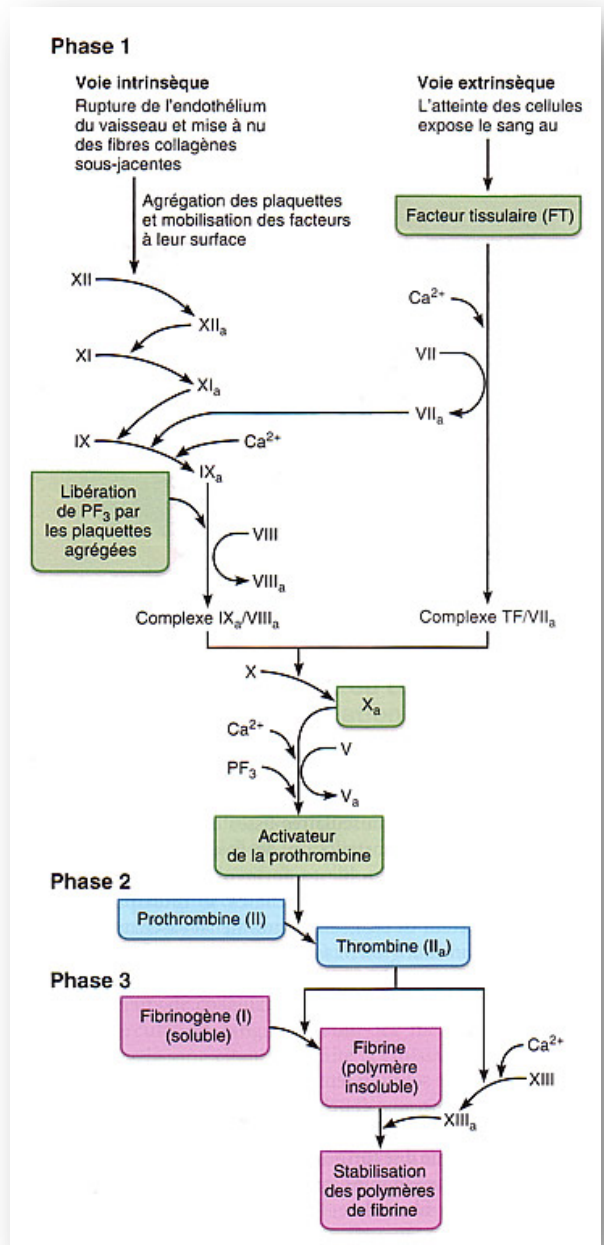 Phase 1
Voie intrinsèque
Rupture de l'endothélium
du vaisseau et mise à nu
des fibres collagènes
sous-jacentes
Voie extrinsèque
L'atteinte des cellules
expose le sang au
Agrégation des plaquettes
et mobilisation des facteurs
à leur surface
Facteur tissulaire (FT)
XII
XIIa
XI
XIa
IX
Ca2+
IXa
Ca2+
VII
VIIa
Libération
de PF3 par
les plaquettes
agrégées
VIII
VIIIa
Complexe IXa/VIIIa
Complexe TF/VIIa
X
Xa
Ca2+
PF3
V
Va
Activateur
de la prothrombine
Phase 2
Prothrombine (II)
Thrombine (IIa)
Phase 3
Fibrinogène (I)
(soluble)
Fibrine
(polymère
insoluble)
Ca2+
XIII
XIIIa
Stabilisation
des polymères
de fibrine